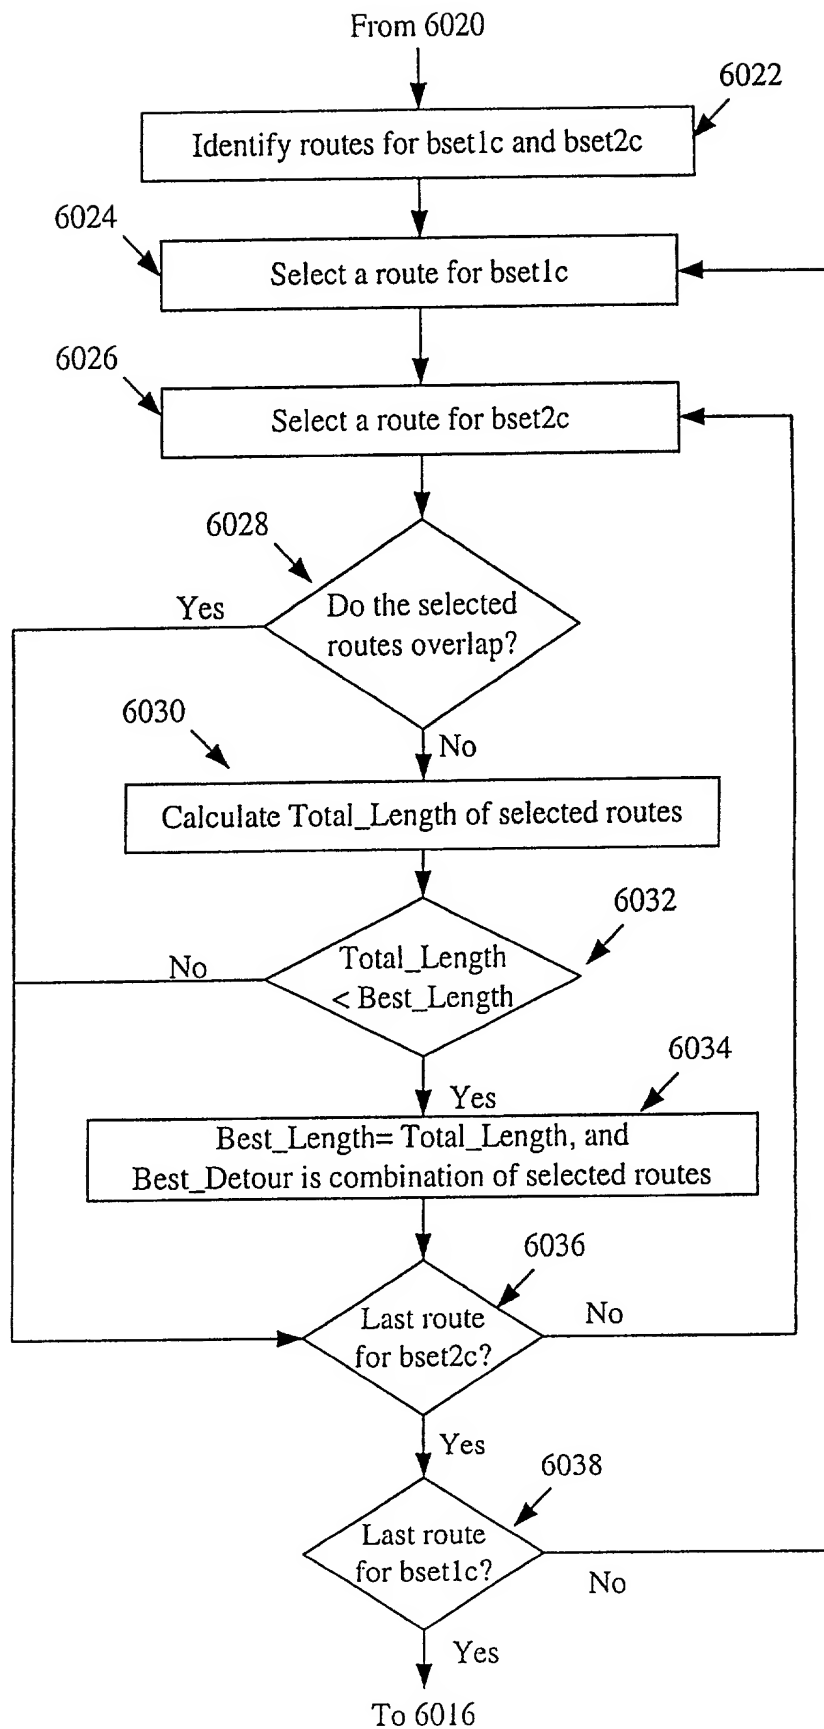 From 6020
6022
Identify routes for bset1c and bset2c
6024
Select a route for bset1c
6026
Select a route for bset2c
6028
Yes
Do the selected
routes overlap?
6030
No
Calculate Total_Length of selected routes
6032
No
Total_Length
< Best_Length
6034
Yes
Best_Length= Total_Length, and
Best_Detour is combination of selected routes
6036
Last route
for bset2c?
No
Yes
6038
Last route
for bset1c?
No
Yes
To 6016